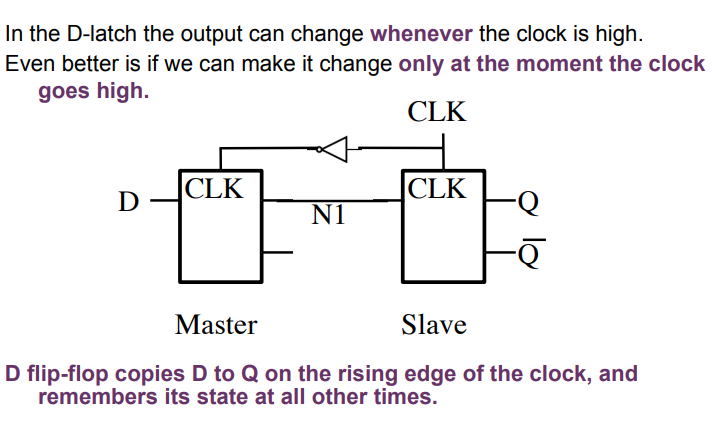 In the D-latch the output can change whenever the clock is high.
Even better is if we can make it change only at the moment the clock
goes high.
CLK
D
CLK
N1
CLK
Q
Q̅
Master
Slave
D flip-flop copies D to Q on the rising edge of the clock, and
remembers its state at all other times.